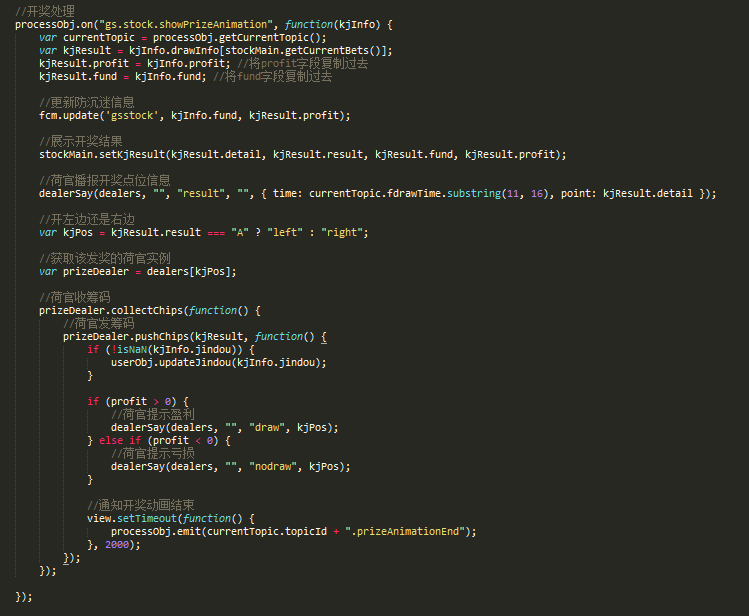 //开奖处理
processObj.on("gs.stock.showPrizeAnimation", function(kjInfo) {
    var currentTopic = processObj.getCurrentTopic();
    var kjResult = kjInfo.drawInfo[stockMain.getCurrentBets()];
    kjResult.profit = kjInfo.profit; //将profit字段复制过去
    kjResult.fund = kjInfo.fund; //将fund字段复制过去

    //更新防沉迷信息
    fcm.update('gsstock', kjInfo.fund, kjResult.profit);

    //展示开奖结果
    stockMain.setKjResult(kjResult.detail, kjResult.result, kjResult.fund, kjResult.profit);

    //荷官播报开奖点位信息
    dealerSay(dealers, "", "result", "", { time: currentTopic.fdrawTime.substring(11, 16), point: kjResult.detail });

    //开左边还是右边
    var kjPos = kjResult.result === "A" ? "left" : "right";

    //获取该发奖的荷官实例
    var prizeDealer = dealers[kjPos];

    //荷官收筹码
    prizeDealer.collectChips(function() {
        //荷官发筹码
        prizeDealer.pushChips(kjResult, function() {
            if (!isNaN(kjInfo.jindou)) {
                userObj.updateJindou(kjInfo.jindou);
            }

            if (profit > 0) {
                //荷官提示盈利
                dealerSay(dealers, "", "draw", kjPos);
            } else if (profit < 0) {
                //荷官提示亏损
                dealerSay(dealers, "", "nodraw", kjPos);
            }

            //通知开奖动画结束
            view.setTimeout(function() {
                processObj.emit(currentTopic.topicId + ".prizeAnimationEnd");
            }, 2000);
        });
    });

});